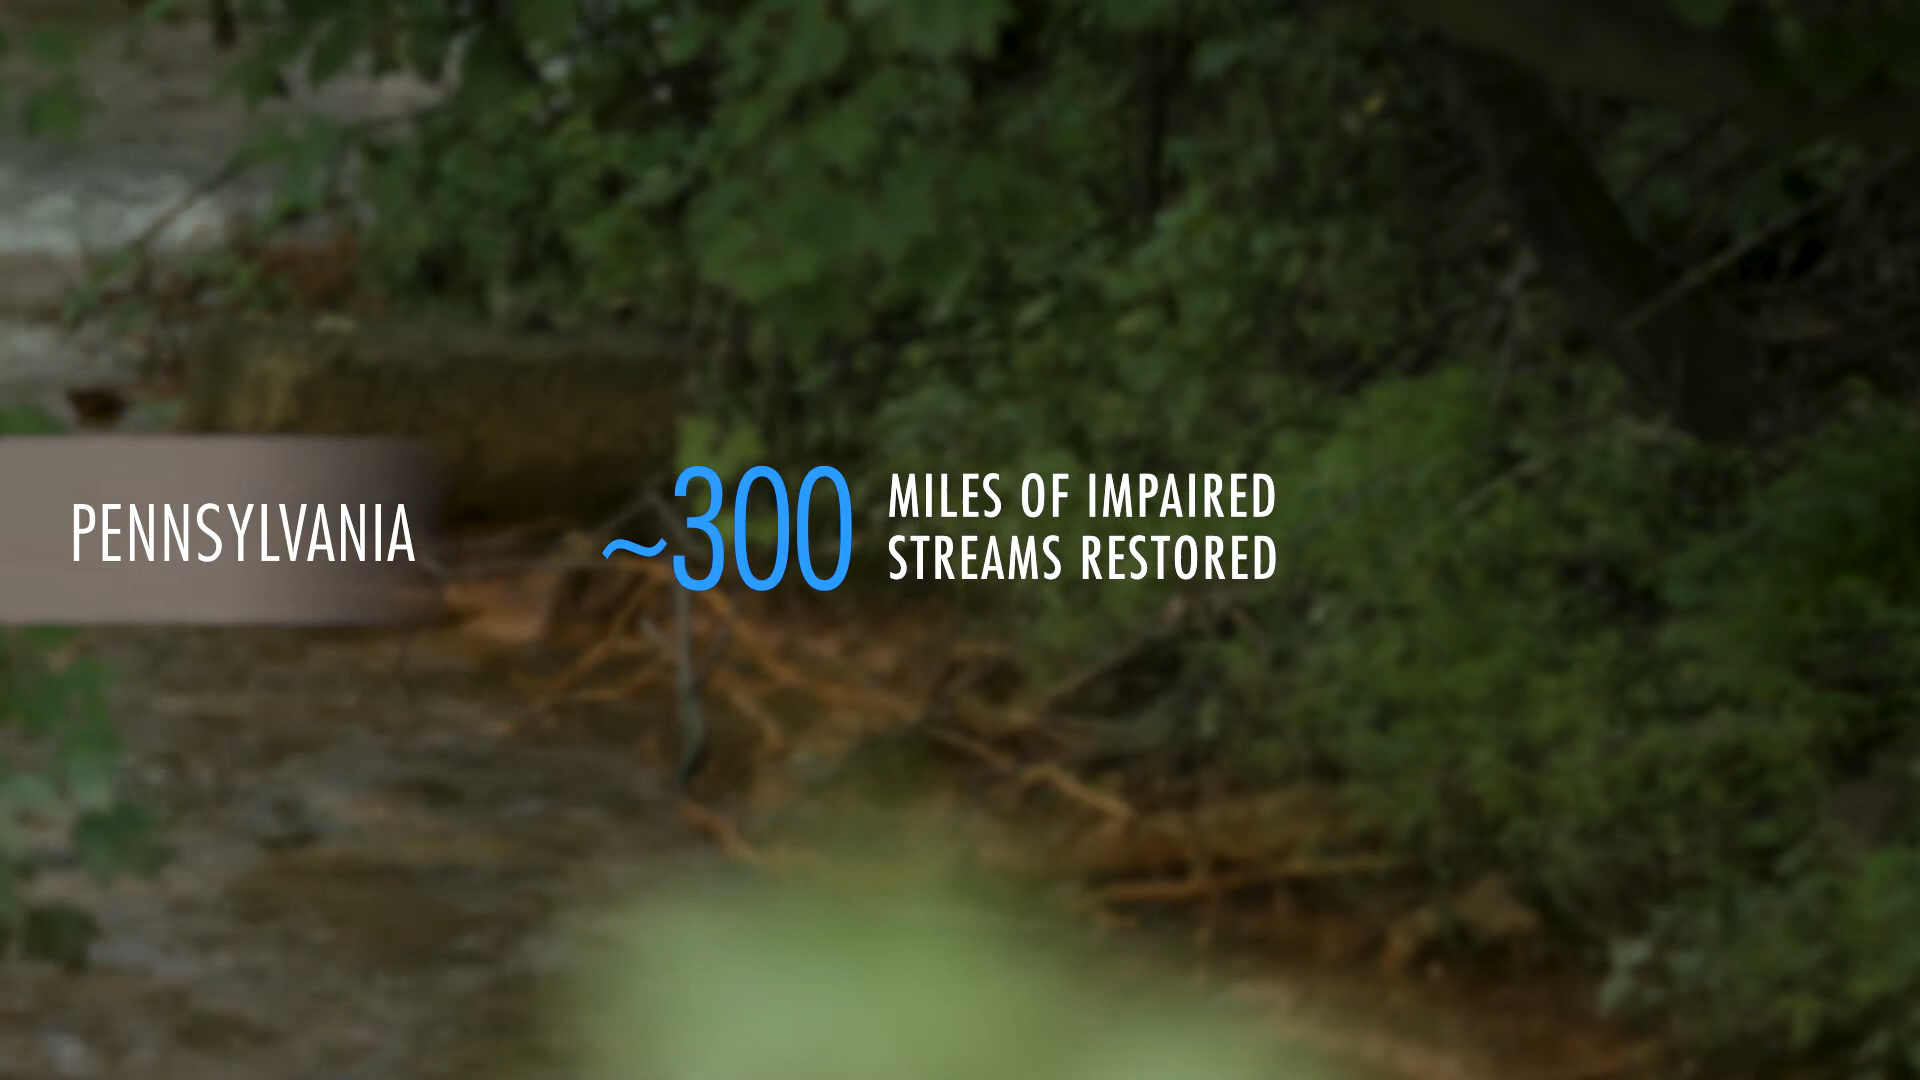 PENNSYLVANIA
~300
MILES OF IMPAIRED
STREAMS RESTORED